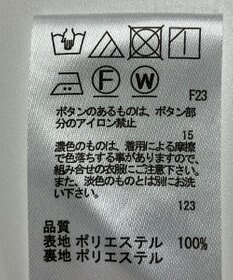 F
W
F23
ボタンのあるものは、ボタン部
分のアイロン禁止
15
濃色のものは、着用による摩擦
で色落ちする事がありますので、
組み合せの衣服にご注意下さい。
また、淡色のものとは別にお洗
い下さい。
123
品質
表地 ポリエステル 100%
裏地 ポリエステル